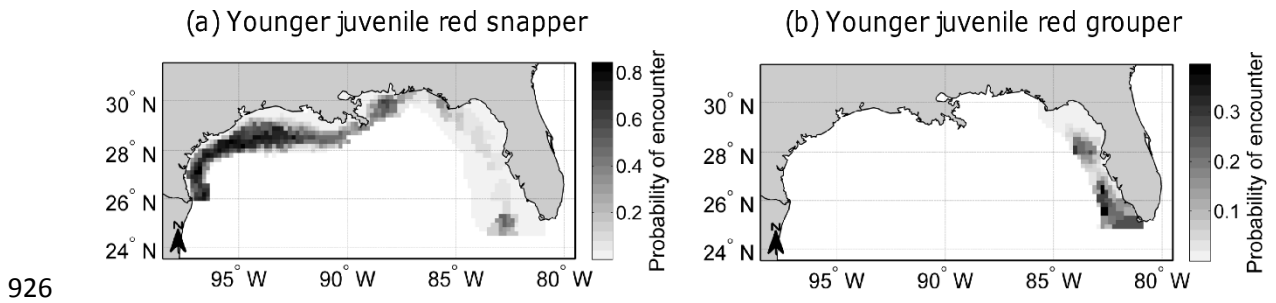 (a) Younger juvenile red snapper
30° N
28° N
26° N
24° N
95° W
90° W
85° W
80° W
N
0.8
0.6
0.4
0.2
Probability of encounter
(b) Younger juvenile red grouper
30° N
28° N
26° N
24° N
95° W
90° W
85° W
80° W
N
0.3
0.2
0.1
Probability of encounter
926